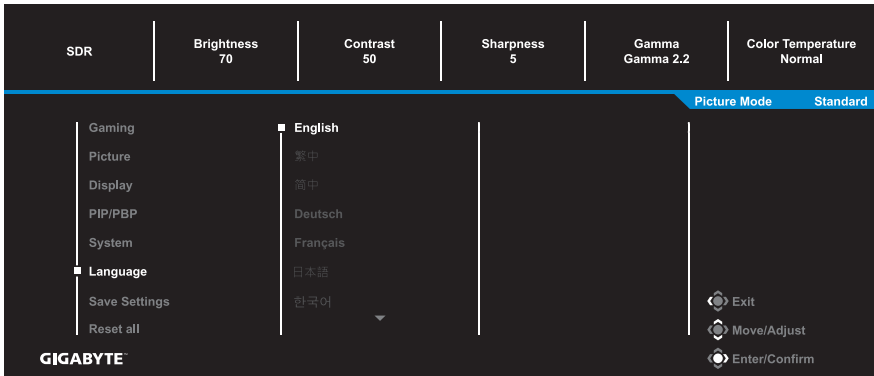 SDR
Brightness
70
Contrast
50
Sharpness
5
Gamma
Gamma 2.2
Color Temperature
Normal
Picture Mode Standard
Gaming
Picture
Display
PIP/PBP
System
Language
Save Settings
Reset all
English
繁中
简中
Deutsch
Français
日本語
한국어
Exit
Move/Adjust
Enter/Confirm
GIGABYTE™